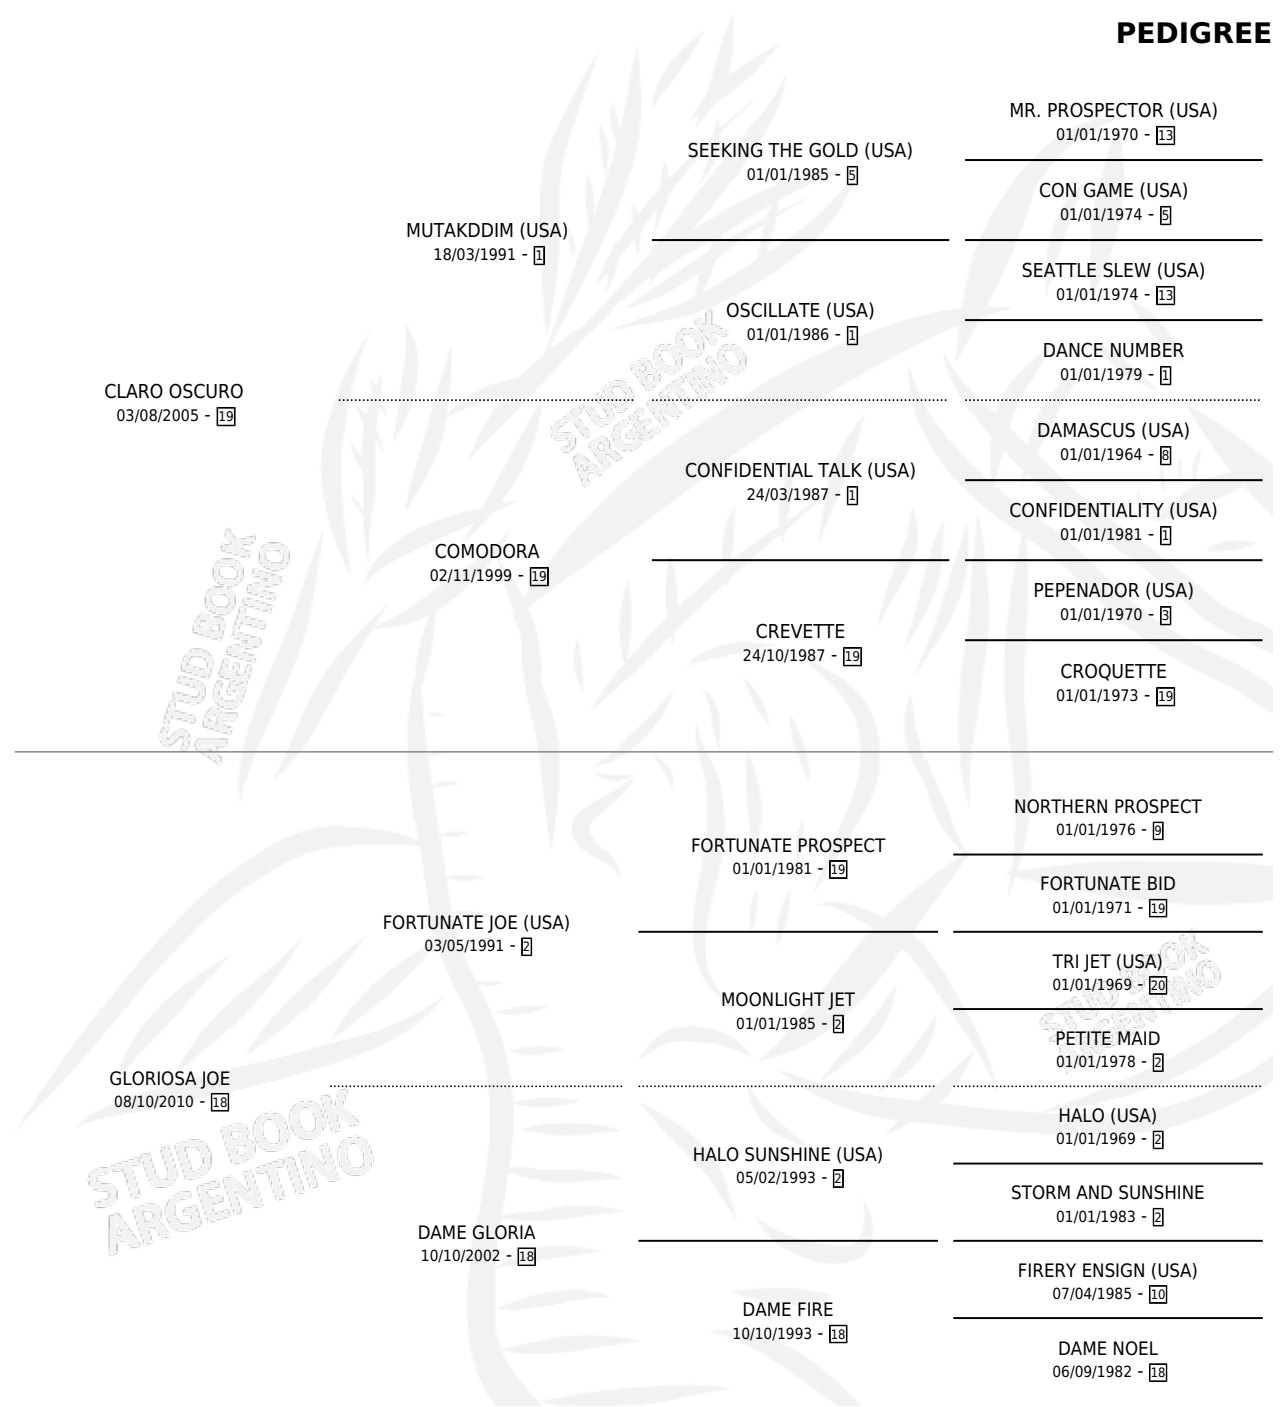 PEDIGREE
MR. PROSPECTOR (USA)
01/01/1970 - 13
SEEKING THE GOLD (USA)
01/01/1985 - 5
CON GAME (USA)
01/01/1974 - 5
MUTAKDDIM (USA)
18/03/1991 - 1
SEATTLE SLEW (USA)
01/01/1974 - 13
OSCILLATE (USA)
01/01/1986 - 1
DANCE NUMBER
01/01/1979 - 1
CLARO OSCURO
03/08/2005 - 19
STUD BOOK
ARGENTINO
DAMASCUS (USA)
01/01/1964 - 8
CONFIDENTIAL TALK (USA)
24/03/1987 - 1
CONFIDENTIALITY (USA)
01/01/1981 - 1
COMODORA
02/11/1999 - 19
PEPENADOR (USA)
01/01/1970 - 3
CREVETTE
24/10/1987 - 19
CROQUETTE
01/01/1973 - 19
STUD BOOK
ARGENTINO
NORTHERN PROSPECT
01/01/1976 - 9
FORTUNATE PROSPECT
01/01/1981 - 19
FORTUNATE BID
01/01/1971 - 19
FORTUNATE JOE (USA)
03/05/1991 - 2
TRI JET (USA)
01/01/1969 - 20
STUD BOOK
ARGENTINO
MOONLIGHT JET
01/01/1985 - 2
PETITE MAID
01/01/1978 - 2
GLORIOSA JOE
08/10/2010 - 18
HALO (USA)
01/01/1969 - 2
STUD BOOK
ARGENTINO
HALO SUNSHINE (USA)
05/02/1993 - 2
STORM AND SUNSHINE
01/01/1983 - 2
DAME GLORIA
10/10/2002 - 18
FIRERY ENSIGN (USA)
07/04/1985 - 10
DAME FIRE
10/10/1993 - 18
DAME NOEL
06/09/1982 - 18